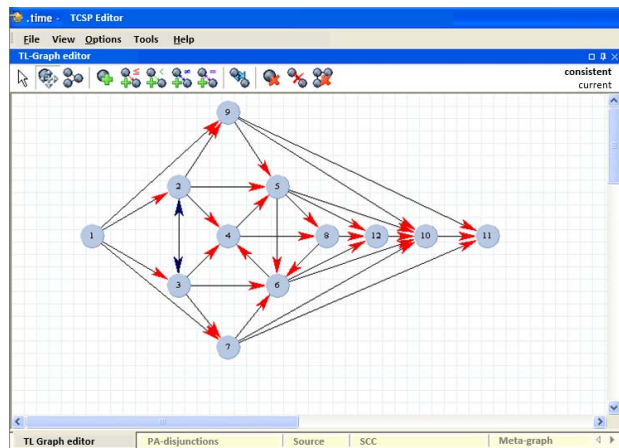 .time - TCSP Editor
File View Options Tools Help
TL-Graph editor
consistent
current
9
2
5
1
4
8
12
10
11
3
6
7
TL Graph editor PA-disjunctions Source SCC Meta-graph